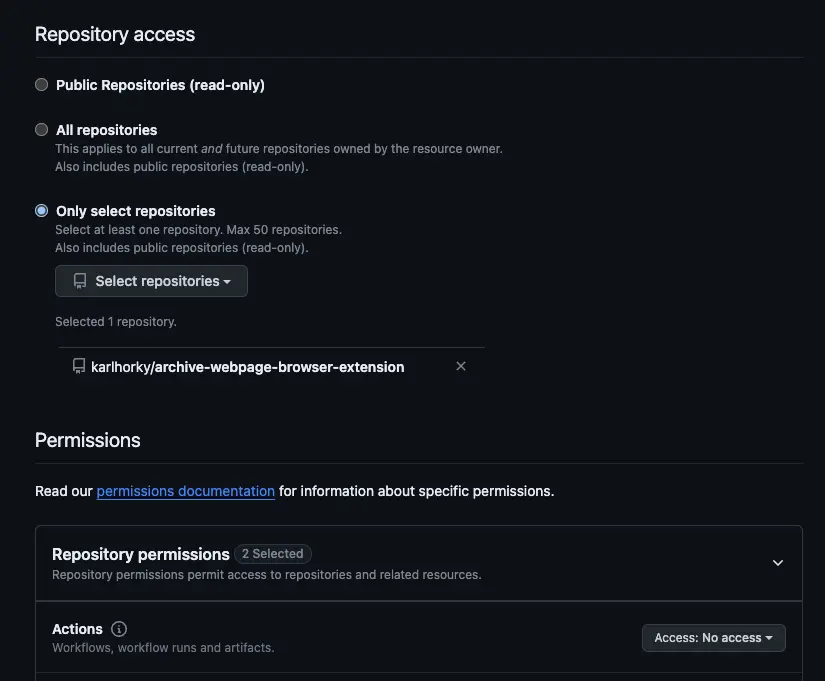 Repository access
Public Repositories (read-only)
All repositories
This applies to all current and future repositories owned by the resource owner.
Also includes public repositories (read-only).
Only select repositories
Select at least one repository. Max 50 repositories.
Also includes public repositories (read-only).
Select repositories
Selected 1 repository.
karlhorky/archive-webpage-browser-extension
Permissions
Read our permissions documentation for information about specific permissions.
Repository permissions 2 Selected
Repository permissions permit access to repositories and related resources.
Actions
Workflows, workflow runs and artifacts.
Access: No access